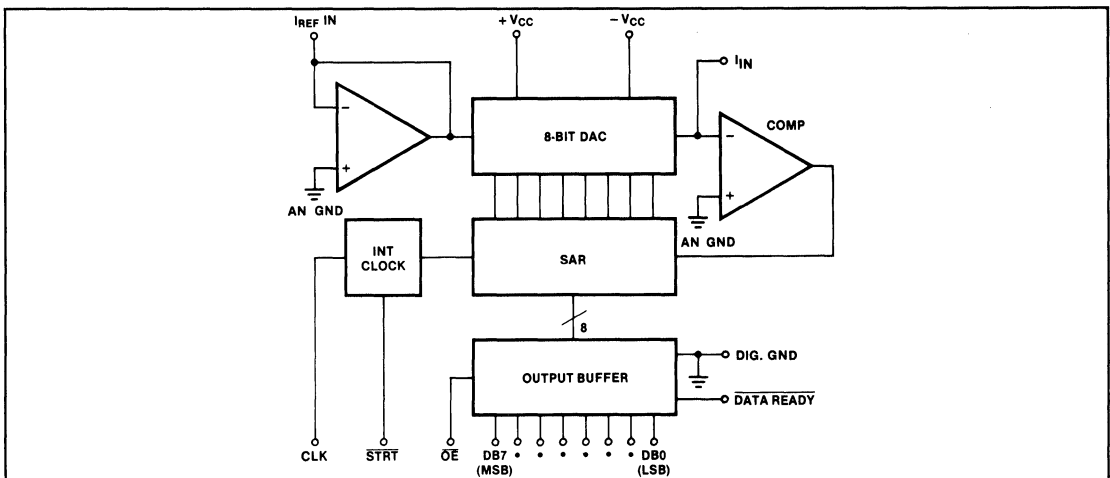 IREF IN
+ VCC
– VCC
IIN
8-BIT DAC
COMP
–
+
–
+
AN GND
AN GND
INT
CLOCK
SAR
8
OUTPUT BUFFER
DIG. GND
DATA READY
CLK
STRT
OE
DB7
(MSB)
DB0
(LSB)